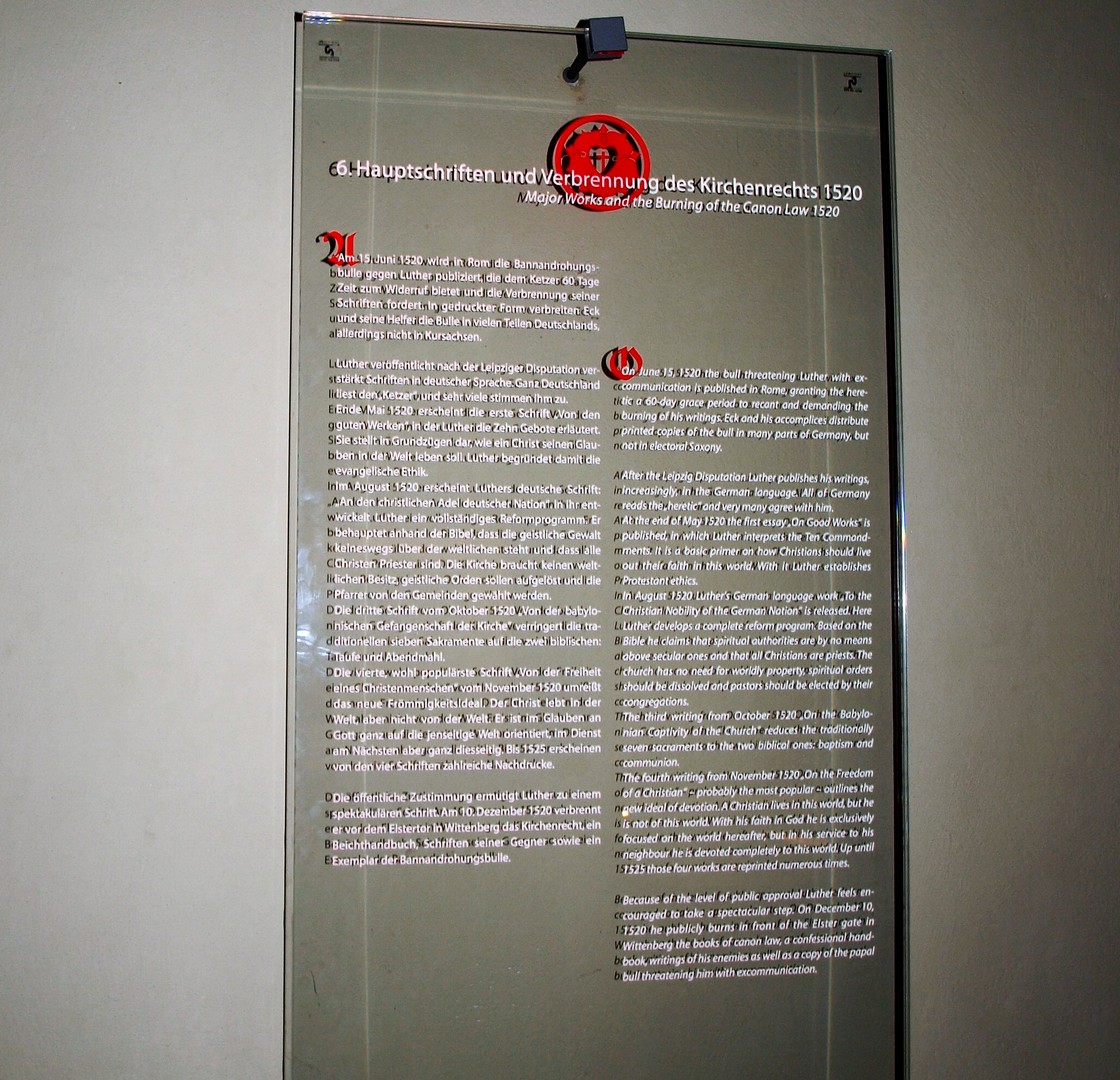 6. Hauptschriften und Verbrennung des Kirchenrechts 1520
Major Works and the Burning of the Canon Law 1520
Am 15. Juni 1520 wird in Rom die Bannandrohungs-
bulle gegen Luther publiziert, die dem Ketzer 60 Tage
Zeit zum Widerruf bietet und die Verbrennung seiner
Schriften fordert. In gedruckter Form verbreiten Eck
und seine Helfer die Bulle in vielen Teilen Deutschlands,
allerdings nicht in Kursachsen.
Luther veröffentlicht nach der Leipziger Disputation ver-
stärkt Schriften in deutscher Sprache. Ganz Deutschland
liest den „Ketzer“, und sehr viele stimmen ihm zu.
Ende Mai 1520 erscheint die erste Schrift „Von den
guten Werken“, in der Luther die Zehn Gebote erläutert.
Sie stellt in Grundzügen dar, wie ein Christ seinen Glau-
ben in der Welt leben soll. Luther begründet damit die
evangelische Ethik.
Im August 1520 erscheint Luthers deutsche Schrift:
„An den christlichen Adel deutscher Nation“. In ihr ent-
wickelt Luther ein vollständiges Reformprogramm. Er
behauptet anhand der Bibel, dass die geistliche Gewalt
keineswegs über der weltlichen steht und dass alle
Christen Priester sind. Die Kirche braucht keinen welt-
lichen Besitz, geistliche Orden sollen aufgelöst und die
Pfarrer von den Gemeinden gewählt werden.
Die dritte Schrift vom Oktober 1520 „Von der babylo-
nischen Gefangenschaft der Kirche“ verringert die tra-
ditionellen sieben Sakramente auf die zwei biblischen:
Taufe und Abendmahl.
Die vierte, wohl populärste Schrift „Von der Freiheit
eines Christenmenschen“ vom November 1520 umreißt
das neue Frömmigkeitsideal: Der Christ lebt in der
Welt, aber nicht von der Welt. Er ist im Glauben an
Gott ganz auf die jenseitige Welt orientiert, im Dienst
am Nächsten aber ganz diesseitig. Bis 1525 erscheinen
von den vier Schriften zahlreiche Nachdrucke.
Die öffentliche Zustimmung ermutigt Luther zu einem
spektakulären Schritt. Am 10. Dezember 1520 verbrennt
er vor dem Elstertor in Wittenberg das Kirchenrecht, ein
Beichthandbuch, Schriften seiner Gegner sowie ein
Exemplar der Bannandrohungsbulle.
On June 15, 1520 the bull threatening Luther with ex-
communication is published in Rome, granting the here-
tic a 60-day grace period to recant and demanding the
burning of his writings. Eck and his accomplices distribute
printed copies of the bull in many parts of Germany, but
not in electoral Saxony.
After the Leipzig Disputation Luther publishes his writings,
increasingly, in the German language. All of Germany
reads the „heretic“ and very many agree with him.
At the end of May 1520 the first essay „On Good Works“ is
published, in which Luther interprets the Ten Command-
ments. It is a basic primer on how Christians should live
out their faith in this world. With it Luther establishes
Protestant ethics.
In August 1520 Luther's German language work „To the
Christian Nobility of the German Nation“ is released. Here
Luther develops a complete reform program. Based on the
Bible he claims that spiritual authorities are by no means
above secular ones and that all Christians are priests. The
church has no need for worldly property, spiritual orders
should be dissolved and pastors should be elected by their
congregations.
The third writing from October 1520 „On the Babylo-
nian Captivity of the Church“ reduces the traditionally
seven sacraments to the two biblical ones: baptism and
communion.
The fourth writing from November 1520 „On the Freedom
of a Christian“ – probably the most popular – outlines the
new ideal of devotion. A Christian lives in this world, but he
is not of this world. With his faith in God he is exclusively
focused on the world hereafter, but in his service to his
neighbour he is devoted completely to this world. Up until
1525 those four works are reprinted numerous times.
Because of the level of public approval Luther feels en-
couraged to take a spectacular step. On December 10,
1520 he publicly burns in front of the Elster gate in
Wittenberg the books of canon law, a confessional hand-
book, writings of his enemies as well as a copy of the papal
bull threatening him with excommunication.